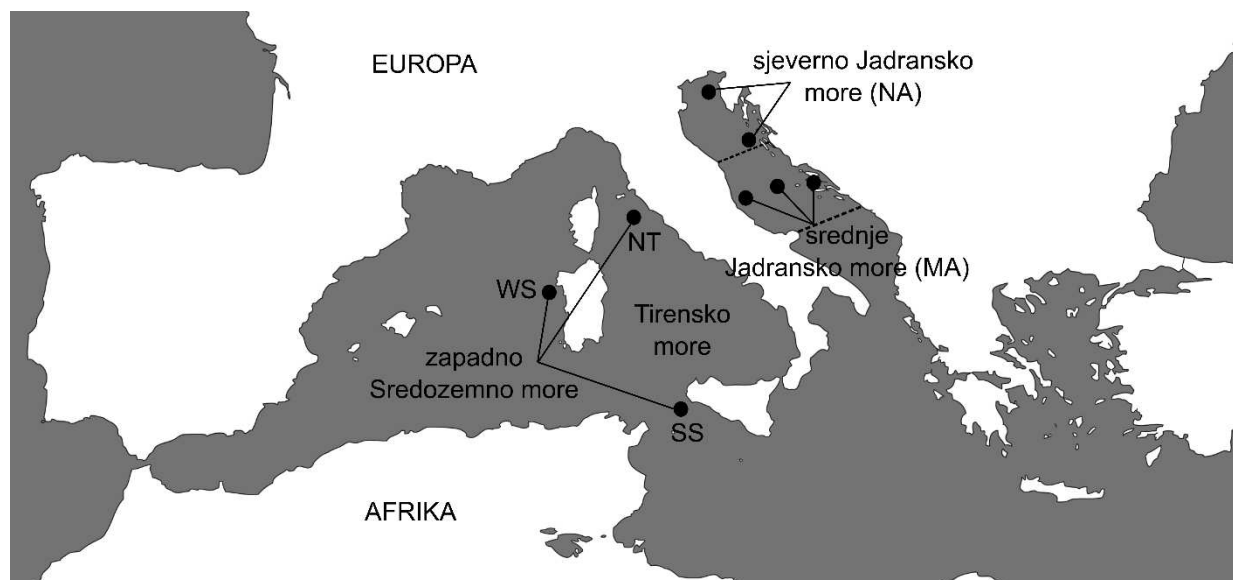 EUROPA
sjeverno Jadransko
more (NA)
NT
srednje
Jadransko more (MA)
WS
Tirensko
more
zapadno
Sredozemno more
SS
AFRIKA